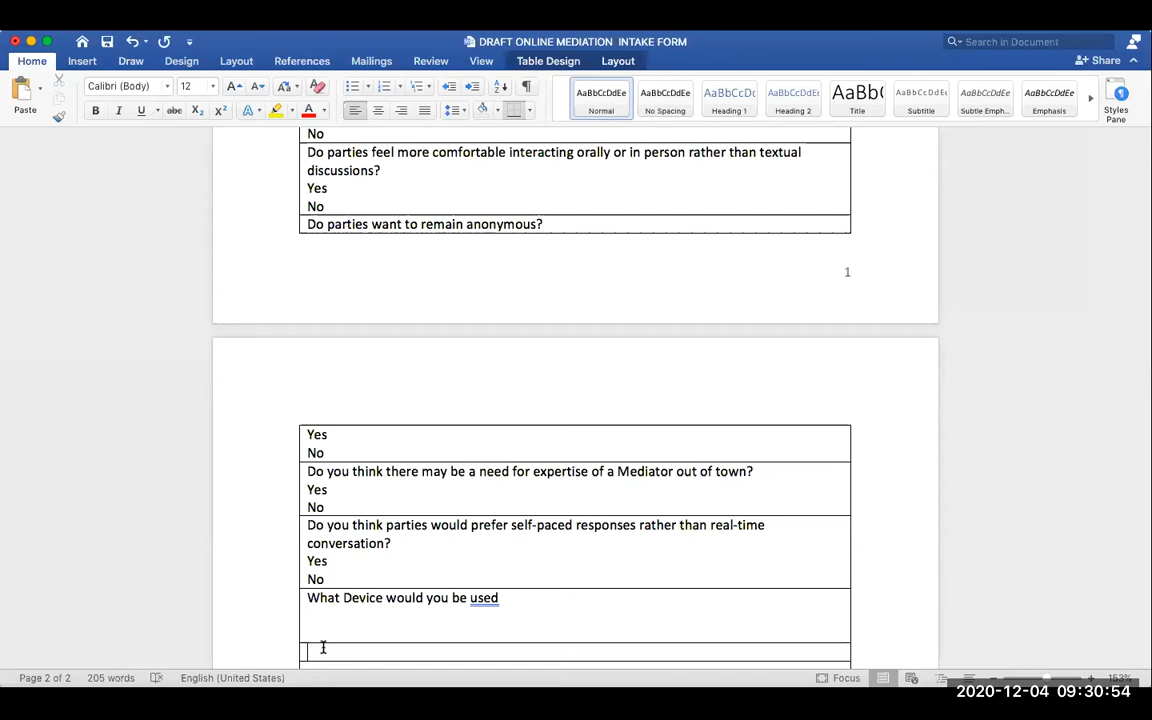 DRAFT ONLINE MEDIATION INTAKE FORM
Search in Document
Home Insert Draw Design Layout References Mailings Review View Table Design Layout
Share
Paste
Calibri (Body) 12
AaBbCcDdEe AaBbCcDdEe AaBbCcDc AaBbCcDdEe AaBbC AaBbCcDdEe AaBbCcDdEe AaBbCcDdEe
Normal No Spacing Heading 1 Heading 2 Title Subtitle Subtle Emph... Emphasis
Styles
Pane
No
Do parties feel more comfortable interacting orally or in person rather than textual
discussions?
Yes
No
Do parties want to remain anonymous?
1
Yes
No
Do you think there may be a need for expertise of a Mediator out of town?
Yes
No
Do you think parties would prefer self-paced responses rather than real-time
conversation?
Yes
No
What Device would you be used
Page 2 of 2 205 words English (United States) Focus 153%
2020-12-04 09:30:54